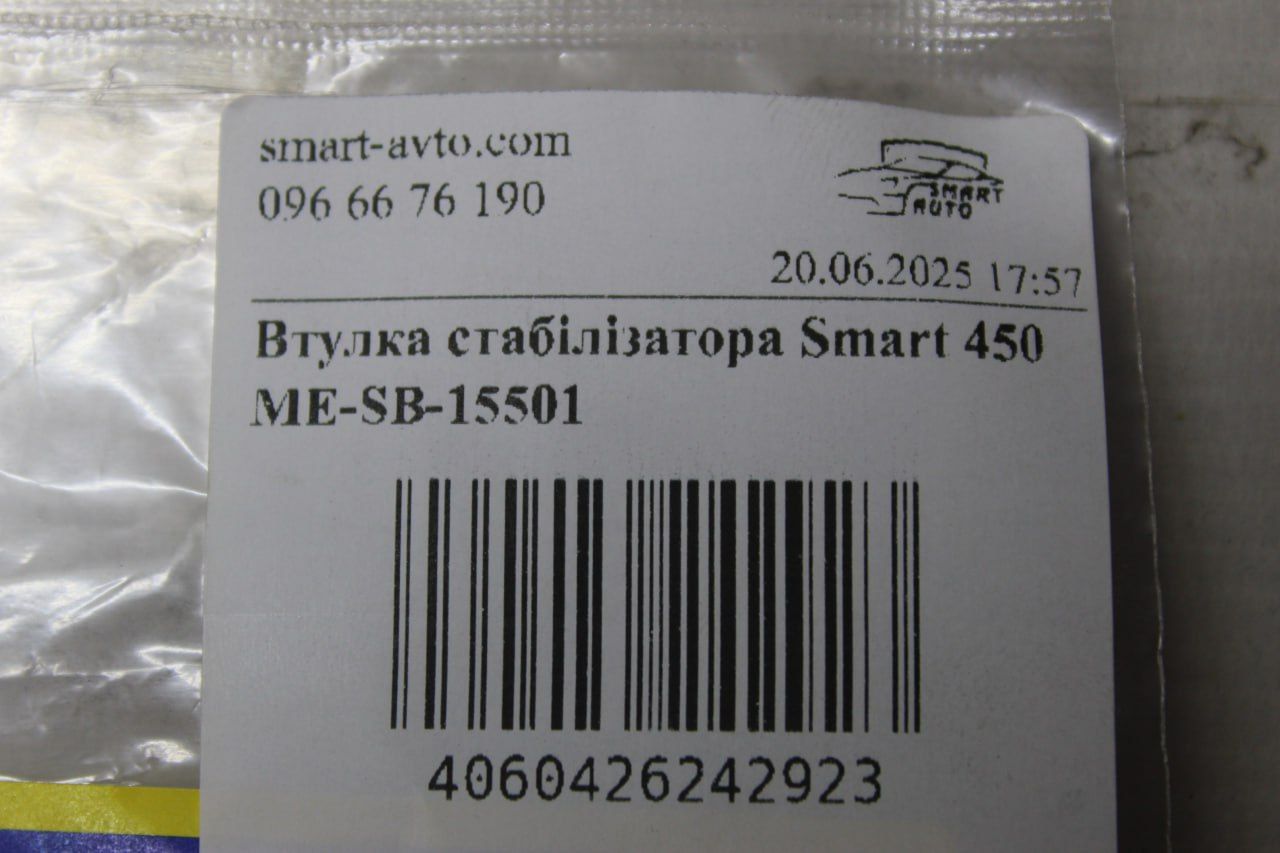 smart-avto.com
096 66 76 190
SMART
AUTO
20.06.2025 17:57
Втулка стабілізатора Smart 450
ME-SB-15501
4060426242923